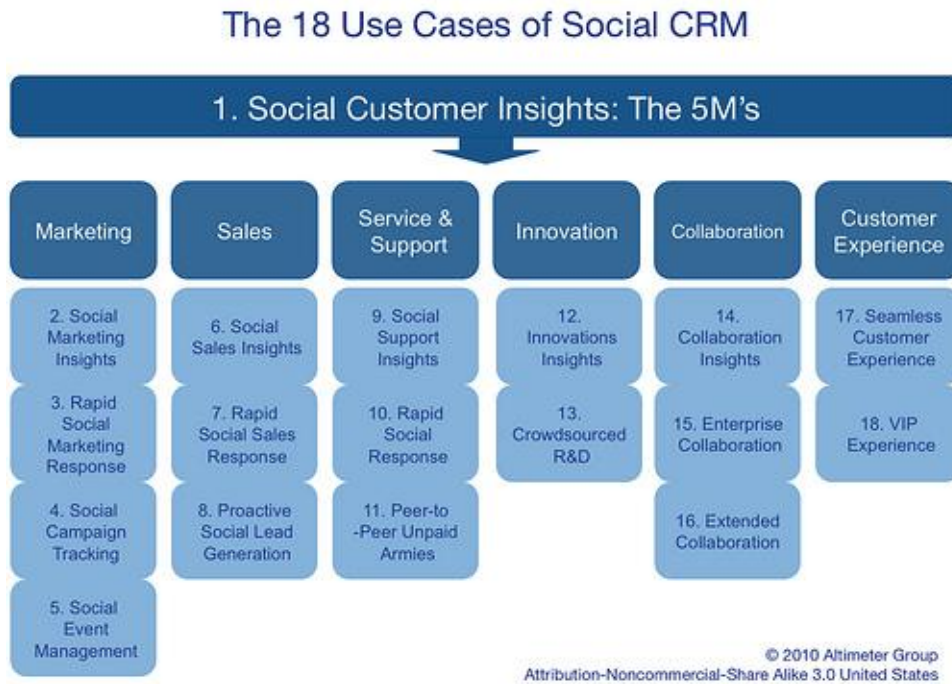 The 18 Use Cases of Social CRM
1. Social Customer Insights: The 5M's
Marketing
Sales
Service &
Support
Innovation
Collaboration
Customer
Experience
2. Social
Marketing
Insights
3. Rapid
Social
Marketing
Response
4. Social
Campaign
Tracking
5. Social
Event
Management
6. Social
Sales Insights
7. Rapid
Social Sales
Response
8. Proactive
Social Lead
Generation
9. Social
Support
Insights
10. Rapid
Social
Response
11. Peer-to
-Peer Unpaid
Armies
12.
Innovations
Insights
13.
Crowdsourced
R&D
14.
Collaboration
Insights
15. Enterprise
Collaboration
16. Extended
Collaboration
17. Seamless
Customer
Experience
18. VIP
Experience
© 2010 Altimeter Group
Attribution-Noncommercial-Share Alike 3.0 United States